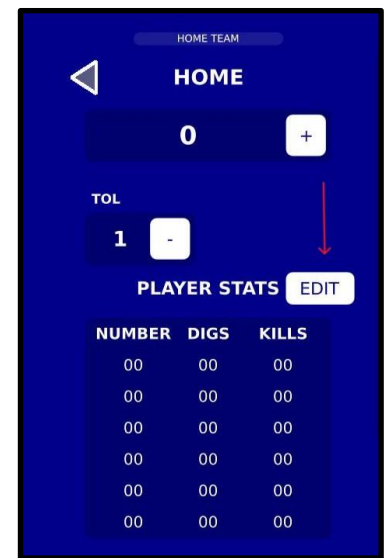 HOME TEAM
HOME
0 +
TOL
1 -
PLAYER STATS EDIT
NUMBER DIGS KILLS
00 00 00
00 00 00
00 00 00
00 00 00
00 00 00
00 00 00